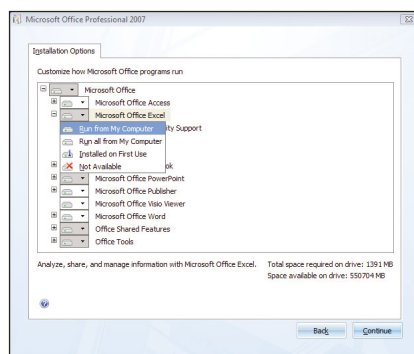 Microsoft Office Professional 2007
Installation Options
Customize how Microsoft Office programs run
Microsoft Office
Microsoft Office Access
Microsoft Office Excel
Run from My Computer ty Support
Run all from My Computer
Installed on First Use
Not Available ok
Microsoft Office PowerPoint
Microsoft Office Publisher
Microsoft Office Visio Viewer
Microsoft Office Word
Office Shared Features
Office Tools
Analyze, share, and manage information with Microsoft Office Excel. Total space required on drive: 1391 MB
Space available on drive: 550704 MB
Back Continue